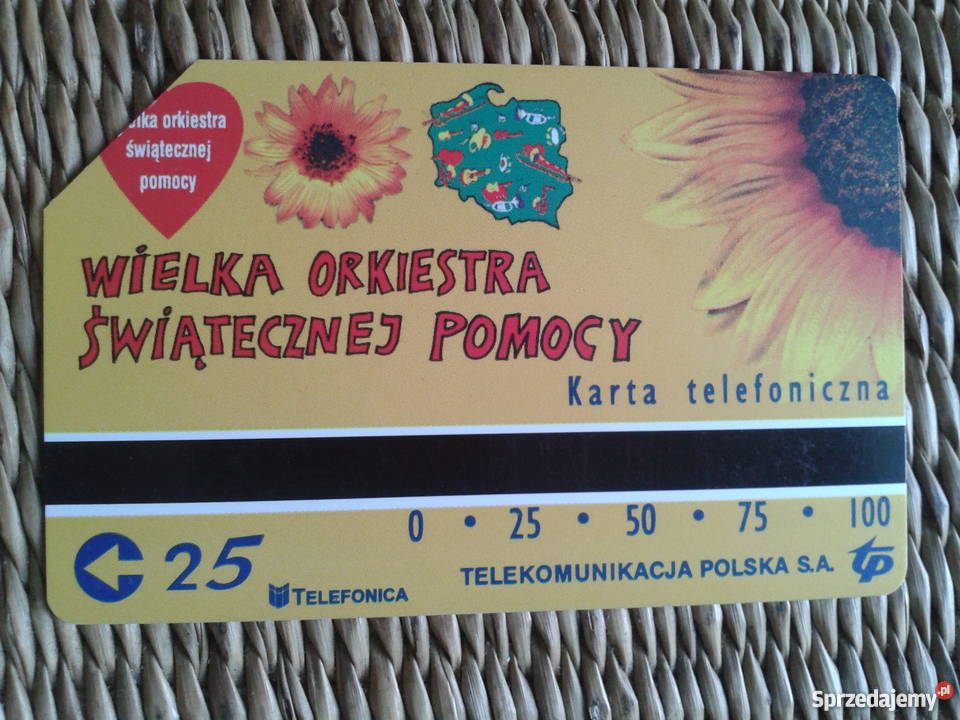 orkiestra
świątecznej
pomocy
WIELKA ORKIESTRA
ŚWIĄTECZNEJ POMOCY
Karta telefoniczna
0 • 25 • 50 • 75 • 100
25
TELEFONICA
TELEKOMUNIKACJA POLSKA S.A. tp
Sprzedajemy.pl